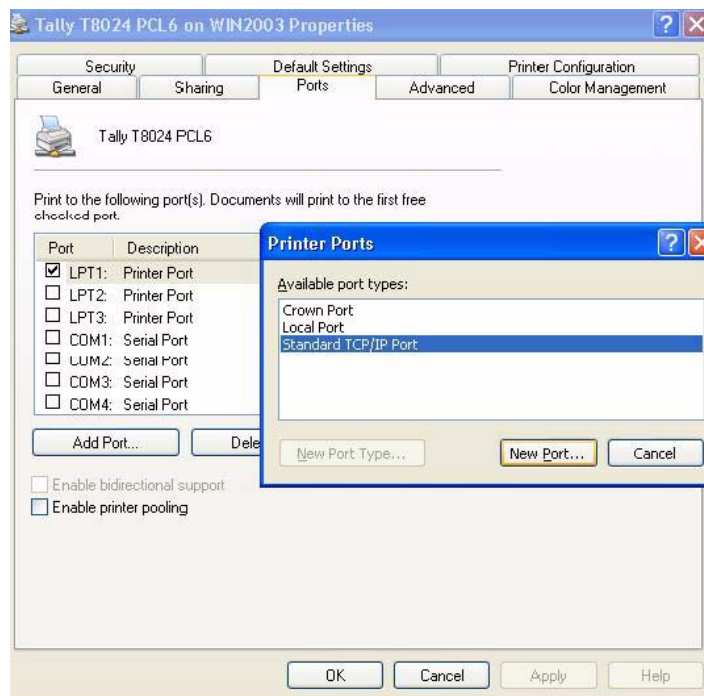 Tally T8024 PCL6 on WIN2003 Properties
Security Default Settings Printer Configuration
General Sharing Ports Advanced Color Management
Tally T8024 PCL6
Print to the following port(s). Documents will print to the first free
checked port.
Port Description
LPT1: Printer Port
LPT2: Printer Port
LPT3: Printer Port
COM1: Serial Port
COM2: Serial Port
COM3: Serial Port
COM4: Serial Port
Add Port... Dele
Enable bidirectional support
Enable printer pooling
Printer Ports
Available port types:
Crown Port
Local Port
Standard TCP/IP Port
New Port Type... New Port... Cancel
OK Cancel Apply Help